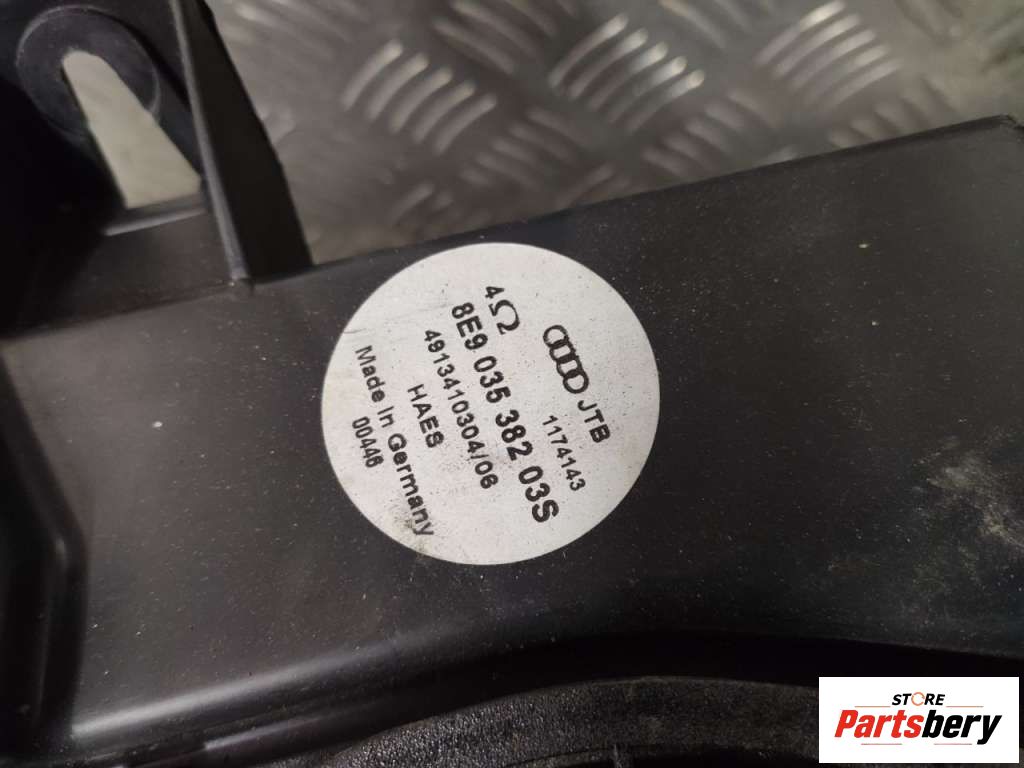 JTB
1174143
4Ω
8E9 035 382 03S
4913410304/06
HAES
Made in Germany
00446
STORE
Partsbery